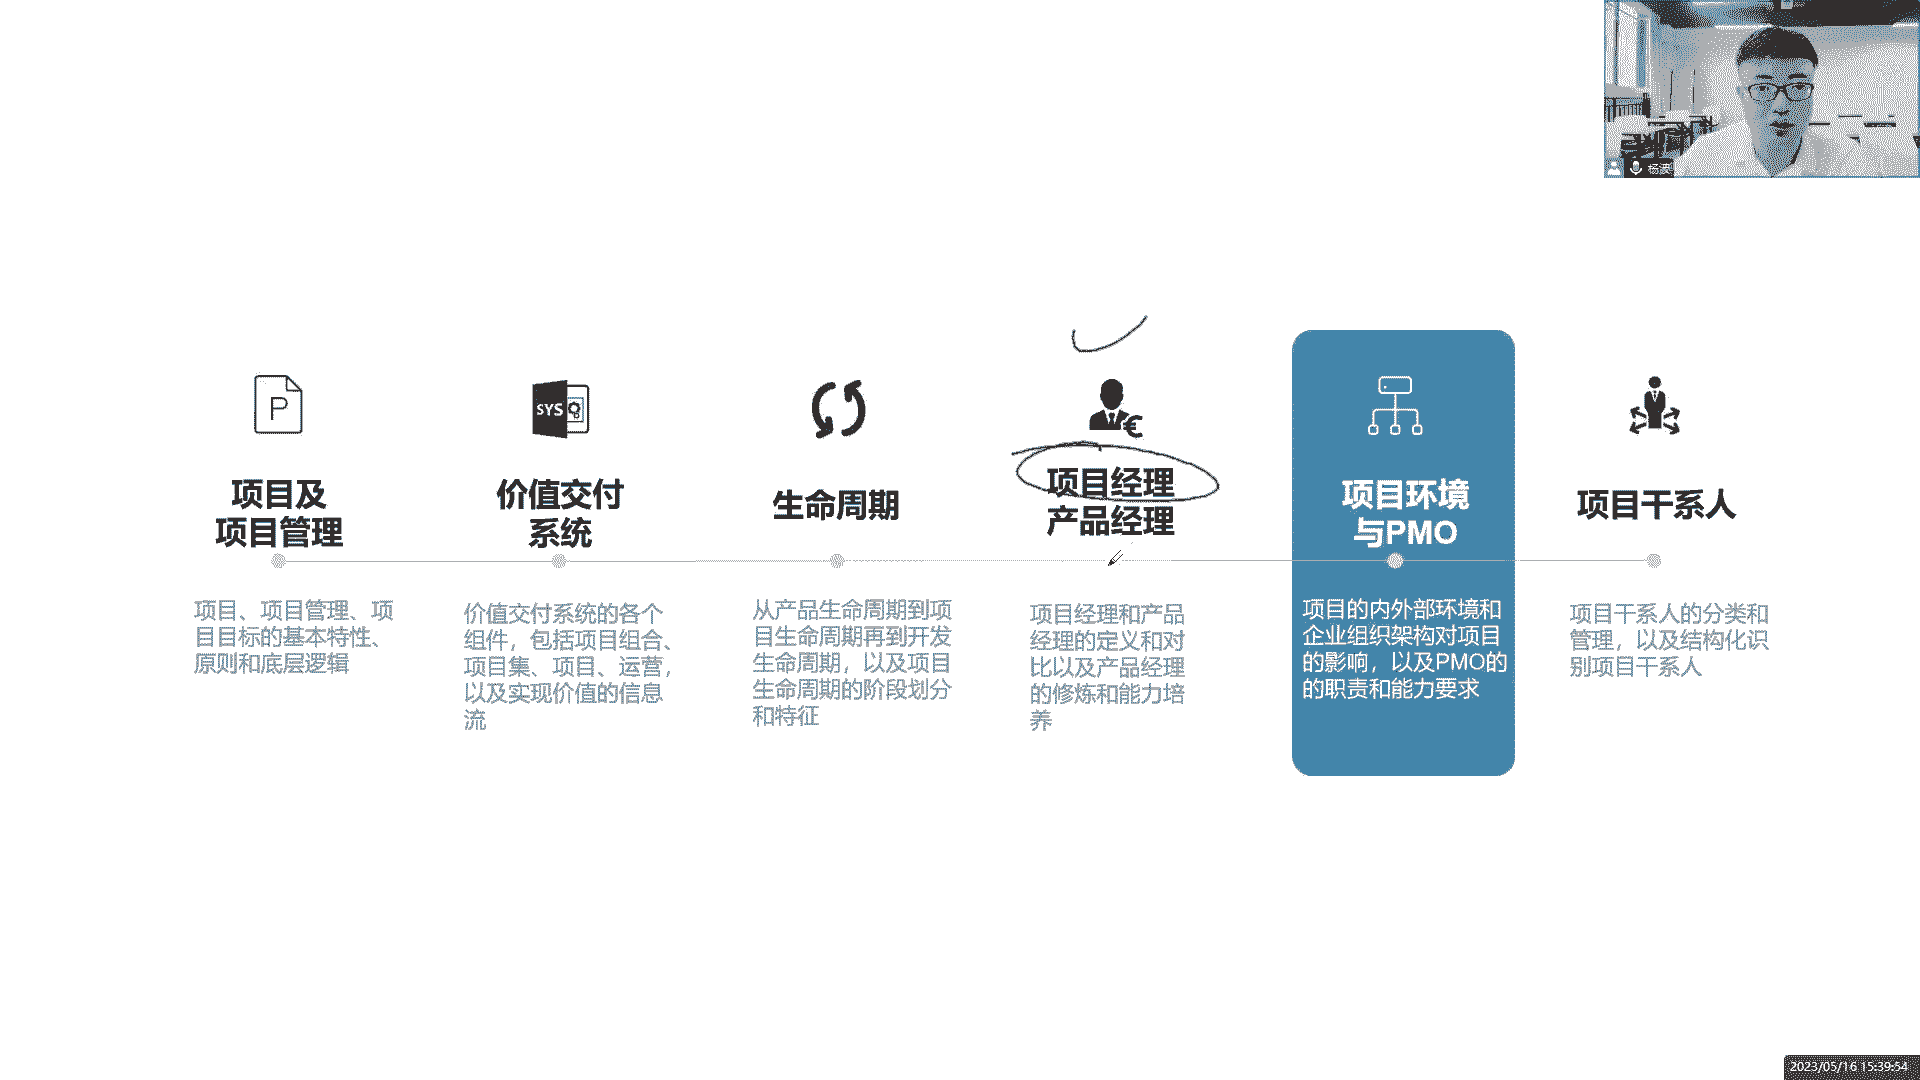 杨
P
项目及
项目管理
项目、项目管理、项
目目标的基本特性、
原则和底层逻辑
SYS
价值交付
系统
价值交付系统的各个
组件，包括项目组合、
项目集、项目、运营，
以及实现价值的信息
流
生命周期
从产品生命周期到项
目生命周期再到开发
生命周期，以及项目
生命周期的阶段划分
和特征
€
项目经理
产品经理
项目经理和产品
经理的定义和对
比以及产品经理
的修炼和能力培
养
项目环境
与PMO
项目的内外部环境和
企业组织架构对项目
的影响，以及PMO的
的职责和能力要求
项目干系人
项目干系人的分类和
管理，以及结构化识
别项目干系人
2023/05/16 15:39:54